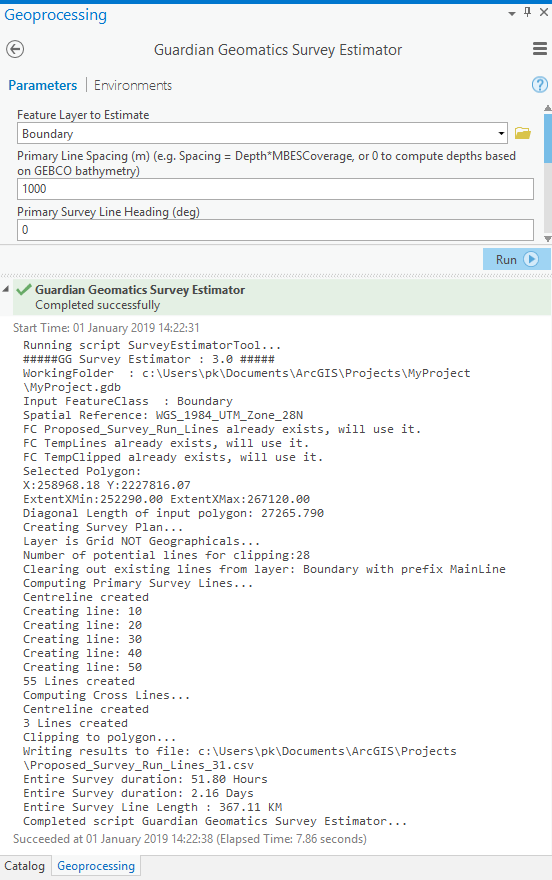 Geoprocessing
Guardian Geomatics Survey Estimator
Parameters | Environments
Feature Layer to Estimate
Boundary
Primary Line Spacing (m) (e.g. Spacing = Depth*MBESCoverage, or 0 to compute depths based
on GEBCO bathymetry)
1000
Primary Survey Line Heading (deg)
0
Run
Guardian Geomatics Survey Estimator
Completed successfully
Start Time: 01 January 2019 14:22:31
Running script SurveyEstimatorTool...
#####GG Survey Estimator : 3.0 #####
WorkingFolder  : c:\Users\pk\Documents\ArcGIS\Projects\MyProject
\MyProject.gdb
Input FeatureClass  : Boundary
Spatial Reference: WGS_1984_UTM_Zone_28N
FC Proposed_Survey_Run_Lines already exists, will use it.
FC TempLines already exists, will use it.
FC TempClipped already exists, will use it.
Selected Polygon:
X:258968.18 Y:2227816.07
ExtentXMin:252290.00 ExtentXMax:267120.00
Diagonal Length of input polygon: 27265.790
Creating Survey Plan...
Layer is Grid NOT Geographicals...
Number of potential lines for clipping:28
Clearing out existing lines from layer: Boundary with prefix MainLine
Computing Primary Survey Lines...
Centreline created
Creating line: 10
Creating line: 20
Creating line: 30
Creating line: 40
Creating line: 50
55 Lines created
Computing Cross Lines...
Centreline created
3 Lines created
Clipping to polygon...
Writing results to file: c:\Users\pk\Documents\ArcGIS\Projects
\Proposed_Survey_Run_Lines_31.csv
Entire Survey duration: 51.80 Hours
Entire Survey duration: 2.16 Days
Entire Survey Line Length : 367.11 KM
Completed script Guardian Geomatics Survey Estimator...
Succeeded at 01 January 2019 14:22:38 (Elapsed Time: 7.86 seconds)
Catalog Geoprocessing